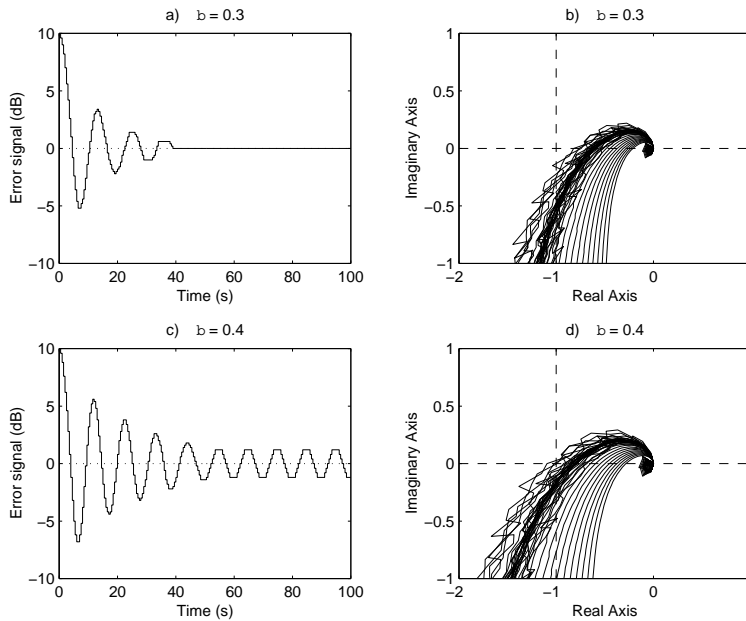 a) b = 0.3
10
5
0
−5
−10
Error signal (dB)
0 20 40 60 80 100
Time (s)
b) b = 0.3
1
0.5
0
−0.5
−1
Imaginary Axis
−2 −1 0
Real Axis
c) b = 0.4
10
5
0
−5
−10
Error signal (dB)
0 20 40 60 80 100
Time (s)
d) b = 0.4
1
0.5
0
−0.5
−1
Imaginary Axis
−2 −1 0
Real Axis